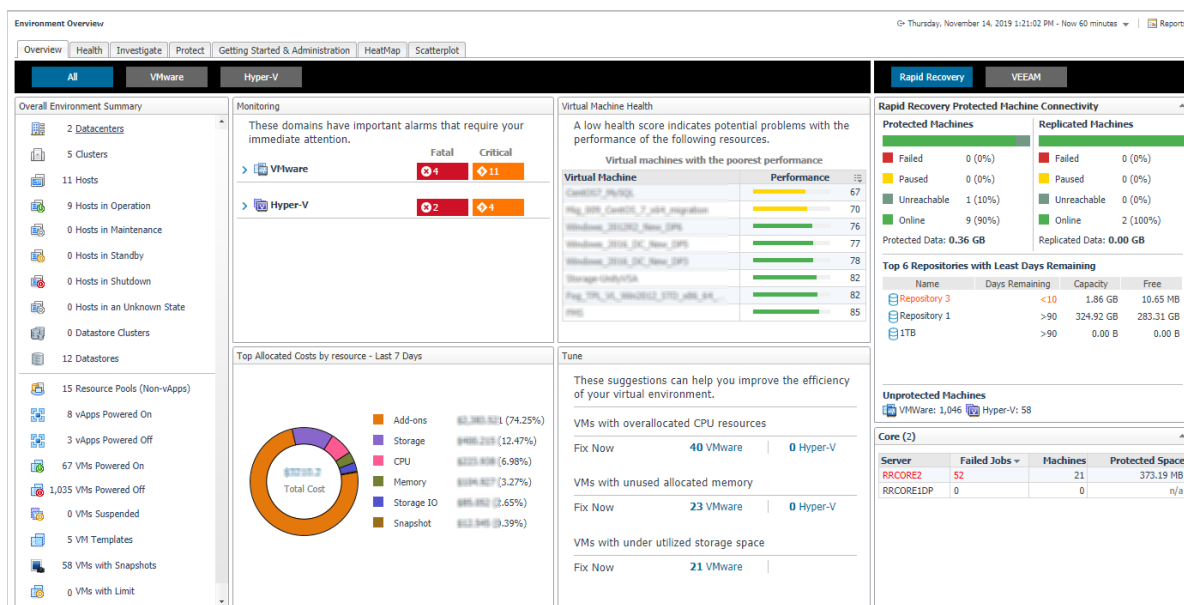 Environment Overview
Thursday, November 14, 2019 1:21:02 PM - Now 60 minutes
Reports
Overview
Health
Investigate
Protect
Getting Started & Administration
HeatMap
Scatterplot
All
VMware
Hyper-V
Rapid Recovery
VEEAM
Overall Environment Summary
2 Datacenters
5 Clusters
11 Hosts
9 Hosts in Operation
0 Hosts in Maintenance
0 Hosts in Standby
0 Hosts in Shutdown
0 Hosts in an Unknown State
0 Datastore Clusters
12 Datastores
15 Resource Pools (Non-vApps)
8 vApps Powered On
3 vApps Powered Off
67 VMs Powered On
1,035 VMs Powered Off
0 VMs Suspended
5 VM Templates
58 VMs with Snapshots
0 VMs with Limit
Monitoring
These domains have important alarms that require your
immediate attention.
Fatal Critical
VMware 4 11
Hyper-V 2 4
Virtual Machine Health
A low health score indicates potential problems with the
performance of the following resources.
Virtual machines with the poorest performance
Virtual Machine Performance
67
70
76
77
78
82
82
85
Top Allocated Costs by resource - Last 7 Days
Total Cost
Add-ons (74.25%)
Storage (12.47%)
CPU (6.98%)
Memory (3.27%)
Storage IO 2.65%)
Snapshot .39%)
Tune
These suggestions can help you improve the efficiency
of your virtual environment.
VMs with overallocated CPU resources
Fix Now 40 VMware 0 Hyper-V
VMs with unused allocated memory
Fix Now 23 VMware 0 Hyper-V
VMs with under utilized storage space
Fix Now 21 VMware
Rapid Recovery Protected Machine Connectivity
Protected Machines
Failed 0 (0%)
Paused 0 (0%)
Unreachable 1 (10%)
Online 9 (90%)
Protected Data: 0.36 GB
Replicated Machines
Failed 0 (0%)
Paused 0 (0%)
Unreachable 0 (0%)
Online 2 (100%)
Replicated Data: 0.00 GB
Top 6 Repositories with Least Days Remaining
Name Days Remaining Capacity Free
Repository 3 <10 1.86 GB 10.65 MB
Repository 1 >90 324.92 GB 283.31 GB
1TB >90 0.00 B 0.00 B
Unprotected Machines
VMWare: 1,046 Hyper-V: 58
Core (2)
Server Failed Jobs Machines Protected Space
RRCORE2 52 21 373.19 MB
RRCORE1DP 0 0 n/a